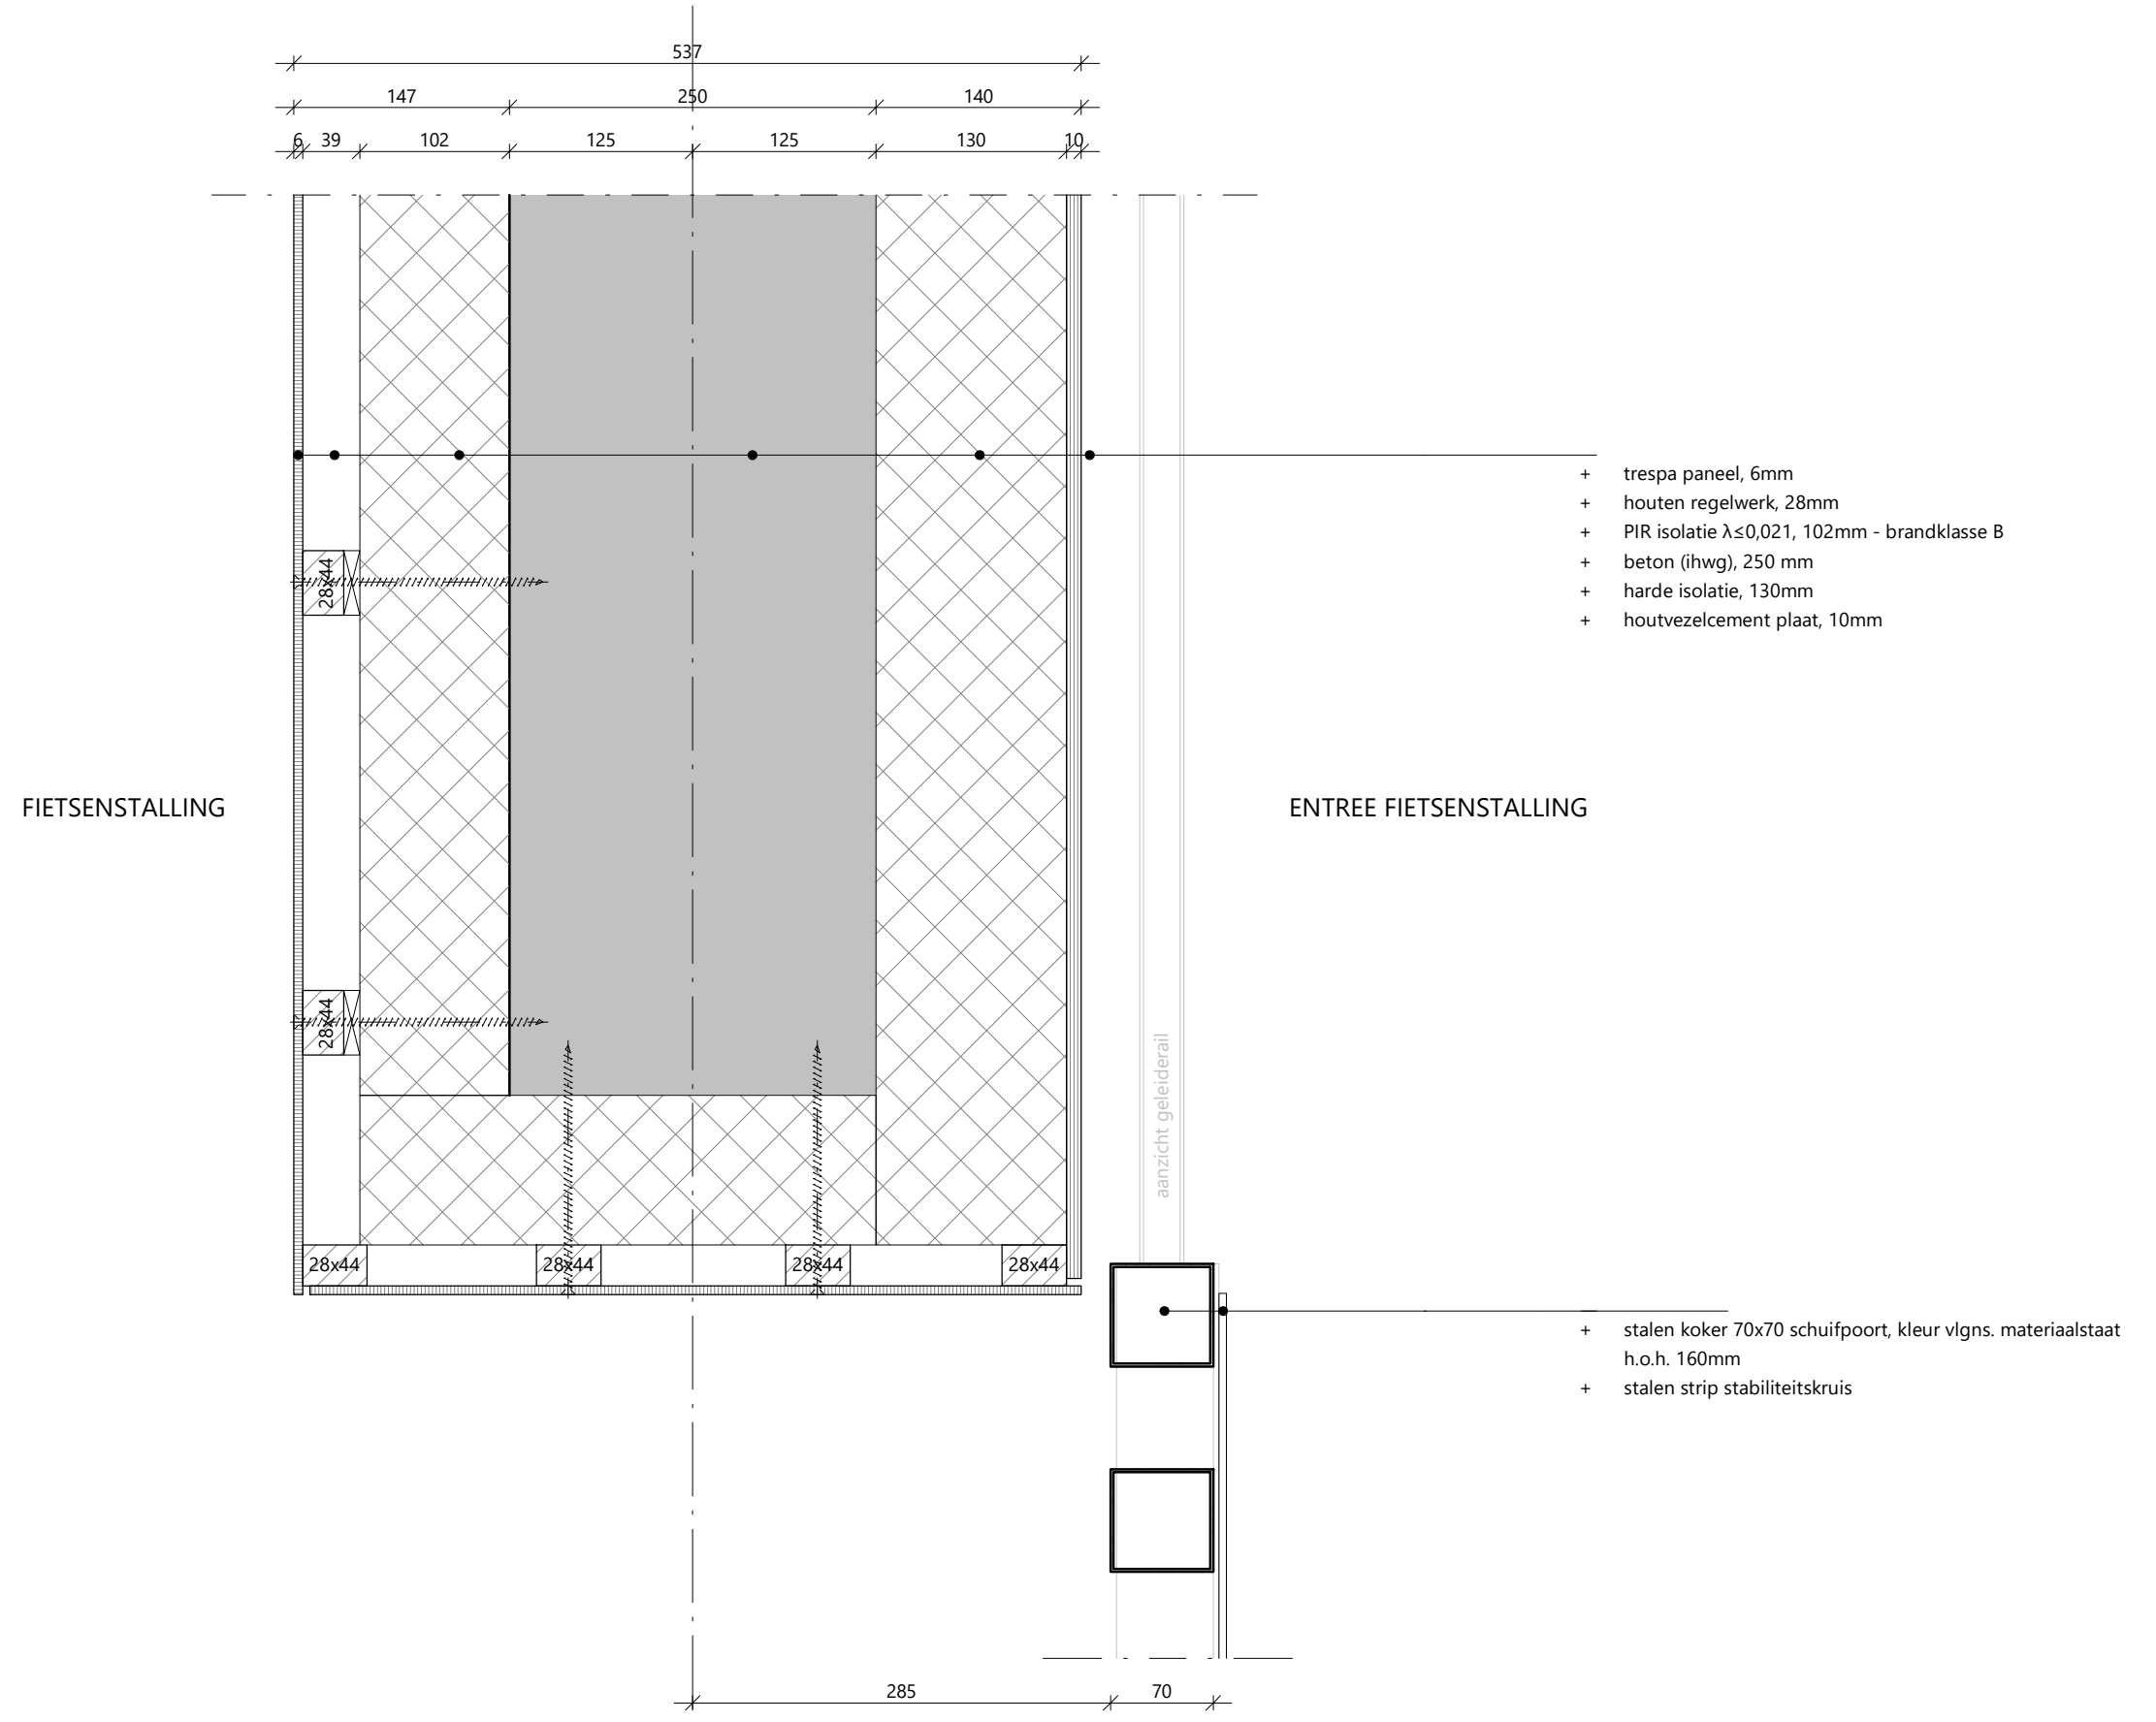 537
147 250 140
6 39 102 125 125 130 10
+ trespa paneel, 6mm
+ houten regelwerk, 28mm
+ PIR isolatie λ≤0,021, 102mm - brandklasse B
+ beton (ihwg), 250 mm
+ harde isolatie, 130mm
+ houtvezelcement plaat, 10mm
28x44
FIETSENSTALLING
ENTREE FIETSENSTALLING
28x44
aanzicht geleiderail
28x44 28x44 28x44 28x44
+ stalen koker 70x70 schuifpoort, kleur vlgns. materiaalstaat
h.o.h. 160mm
+ stalen strip stabiliteitskruis
285 70